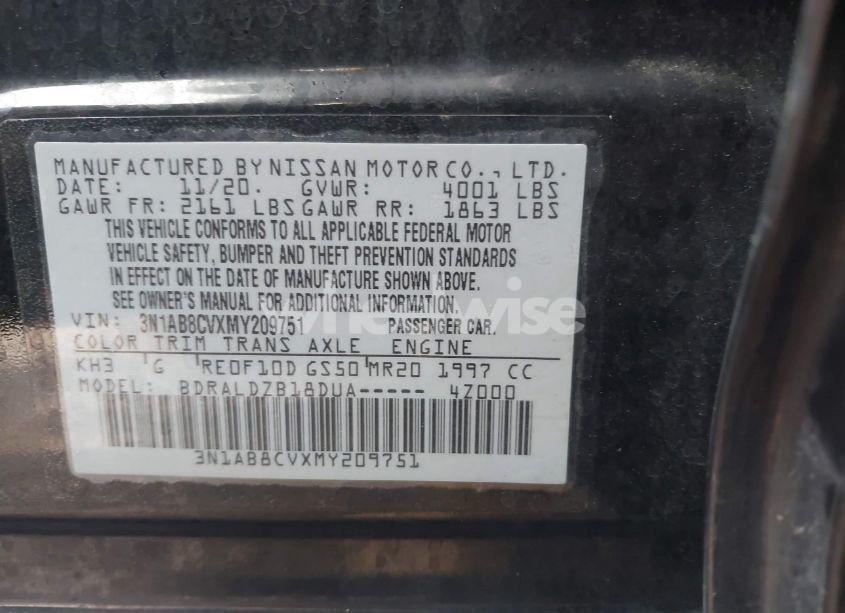 MANUFACTURED BY NISSAN MOTOR CO., LTD.
DATE: 11/20. GVWR: 4001 LBS
GAWR FR: 2161 LBS GAWR RR: 1863 LBS
THIS VEHICLE CONFORMS TO ALL APPLICABLE FEDERAL MOTOR
VEHICLE SAFETY, BUMPER AND THEFT PREVENTION STANDARDS
IN EFFECT ON THE DATE OF MANUFACTURE SHOWN ABOVE.
SEE OWNER'S MANUAL FOR ADDITIONAL INFORMATION.
VIN: 3N1AB8CVXMY209751 PASSENGER CAR.
COLOR TRIM TRANS AXLE ENGINE
KH3 G RE0F10D GS50 MR20 1997 CC
MODEL: BDRALDZB18DUA----- 4Z000
3N1AB8CVXMY209751